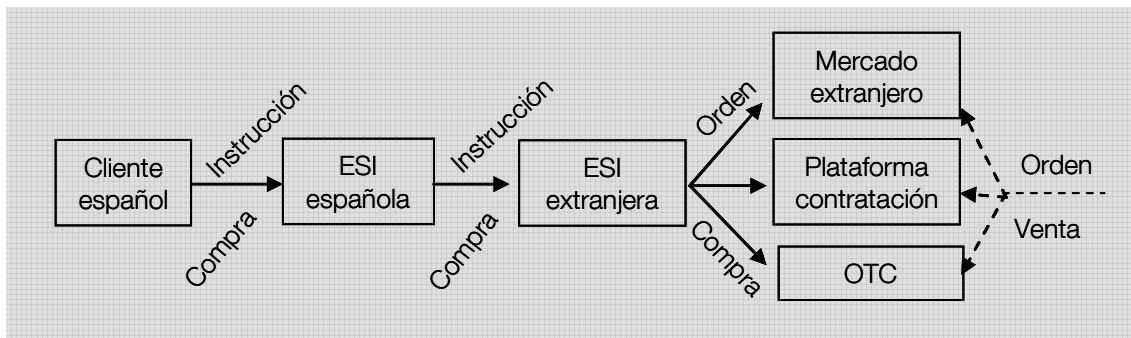 Cliente
español
Instrucción
Compra
ESI
española
Instrucción
Compra
ESI
extranjera
Orden
Compra
Mercado
extranjero
Plataforma
contratación
OTC
Orden
Venta